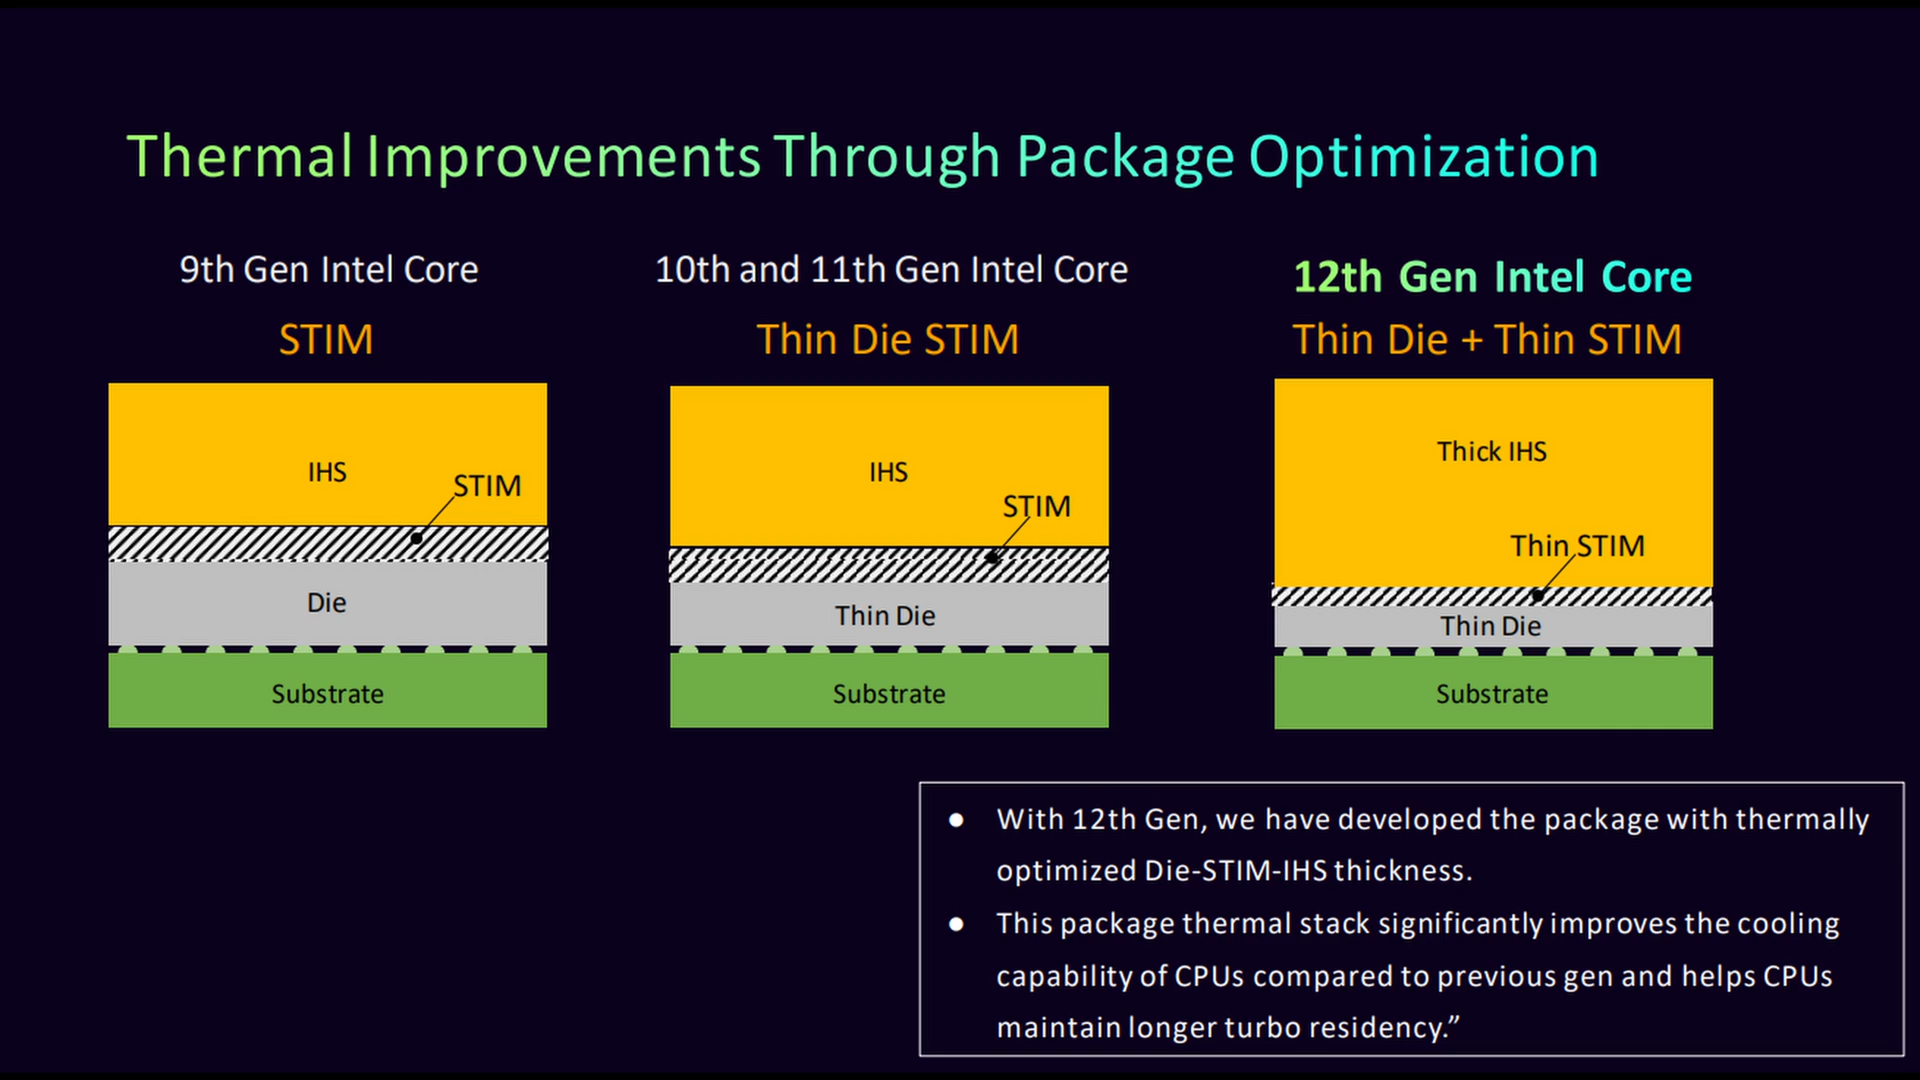 Thermal Improvements Through Package Optimization
9th Gen Intel Core
STIM
IHS
STIM
Die
Substrate
10th and 11th Gen Intel Core
Thin Die STIM
IHS
STIM
Thin Die
Substrate
12th Gen Intel Core
Thin Die + Thin STIM
Thick IHS
Thin STIM
Thin Die
Substrate
● With 12th Gen, we have developed the package with thermally
optimized Die-STIM-IHS thickness.
● This package thermal stack significantly improves the cooling
capability of CPUs compared to previous gen and helps CPUs
maintain longer turbo residency.”